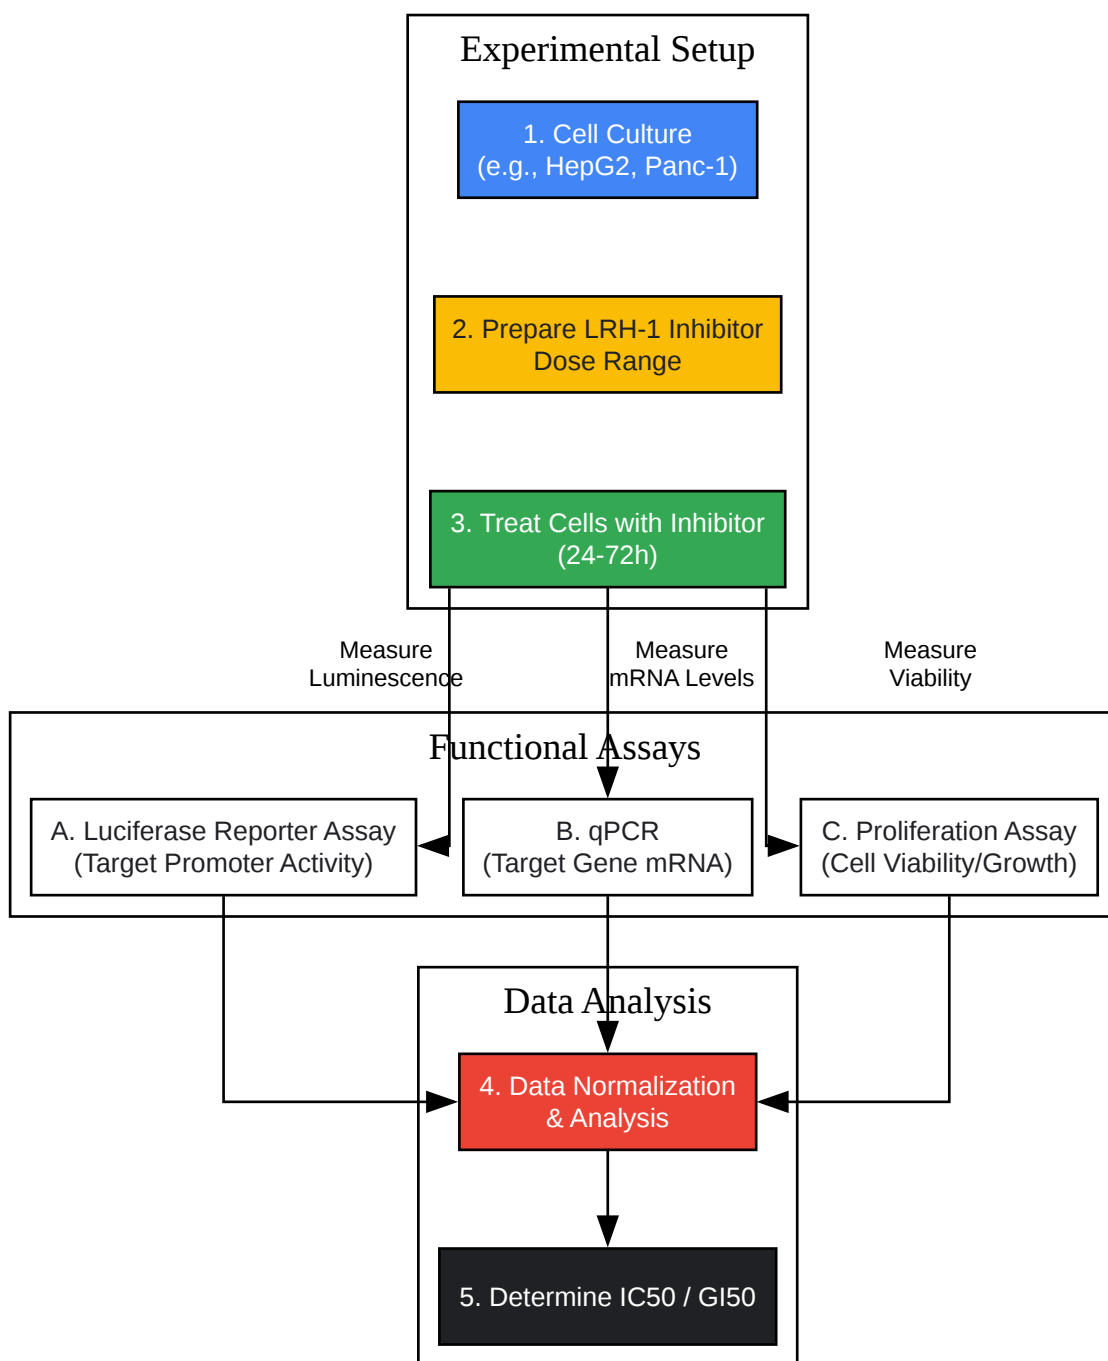 Experimental Setup
1. Cell Culture
(e.g., HepG2, Panc-1)
2. Prepare LRH-1 Inhibitor
Dose Range
3. Treat Cells with Inhibitor
(24-72h)
Measure
Luminescence
Measure
mRNA Levels
Measure
Viability
Functional Assays
A. Luciferase Reporter Assay
(Target Promoter Activity)
B. qPCR
(Target Gene mRNA)
C. Proliferation Assay
(Cell Viability/Growth)
Data Analysis
4. Data Normalization
& Analysis
5. Determine IC50 / GI50